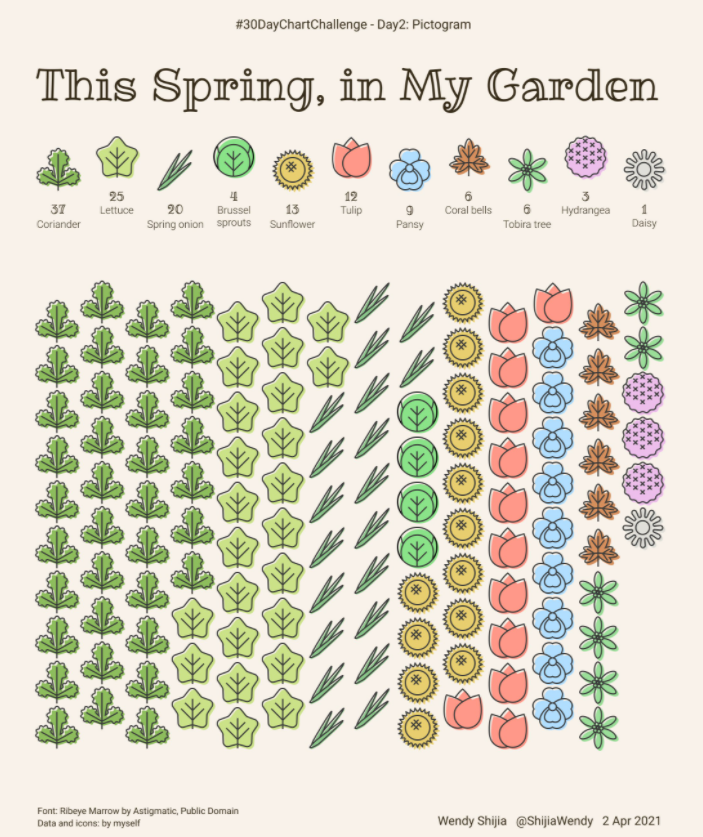 #30DayChartChallenge - Day2: Pictogram
This Spring, in My Garden
37
Coriander
25
Lettuce
20
Spring onion
4
Brussel
sprouts
13
Sunflower
12
Tulip
9
Pansy
6
Coral bells
6
Tobira tree
3
Hydrangea
1
Daisy
Font: Ribeye Marrow by Astigmatic, Public Domain
Data and icons: by myself
Wendy Shijia @ShijiaWendy 2 Apr 2021